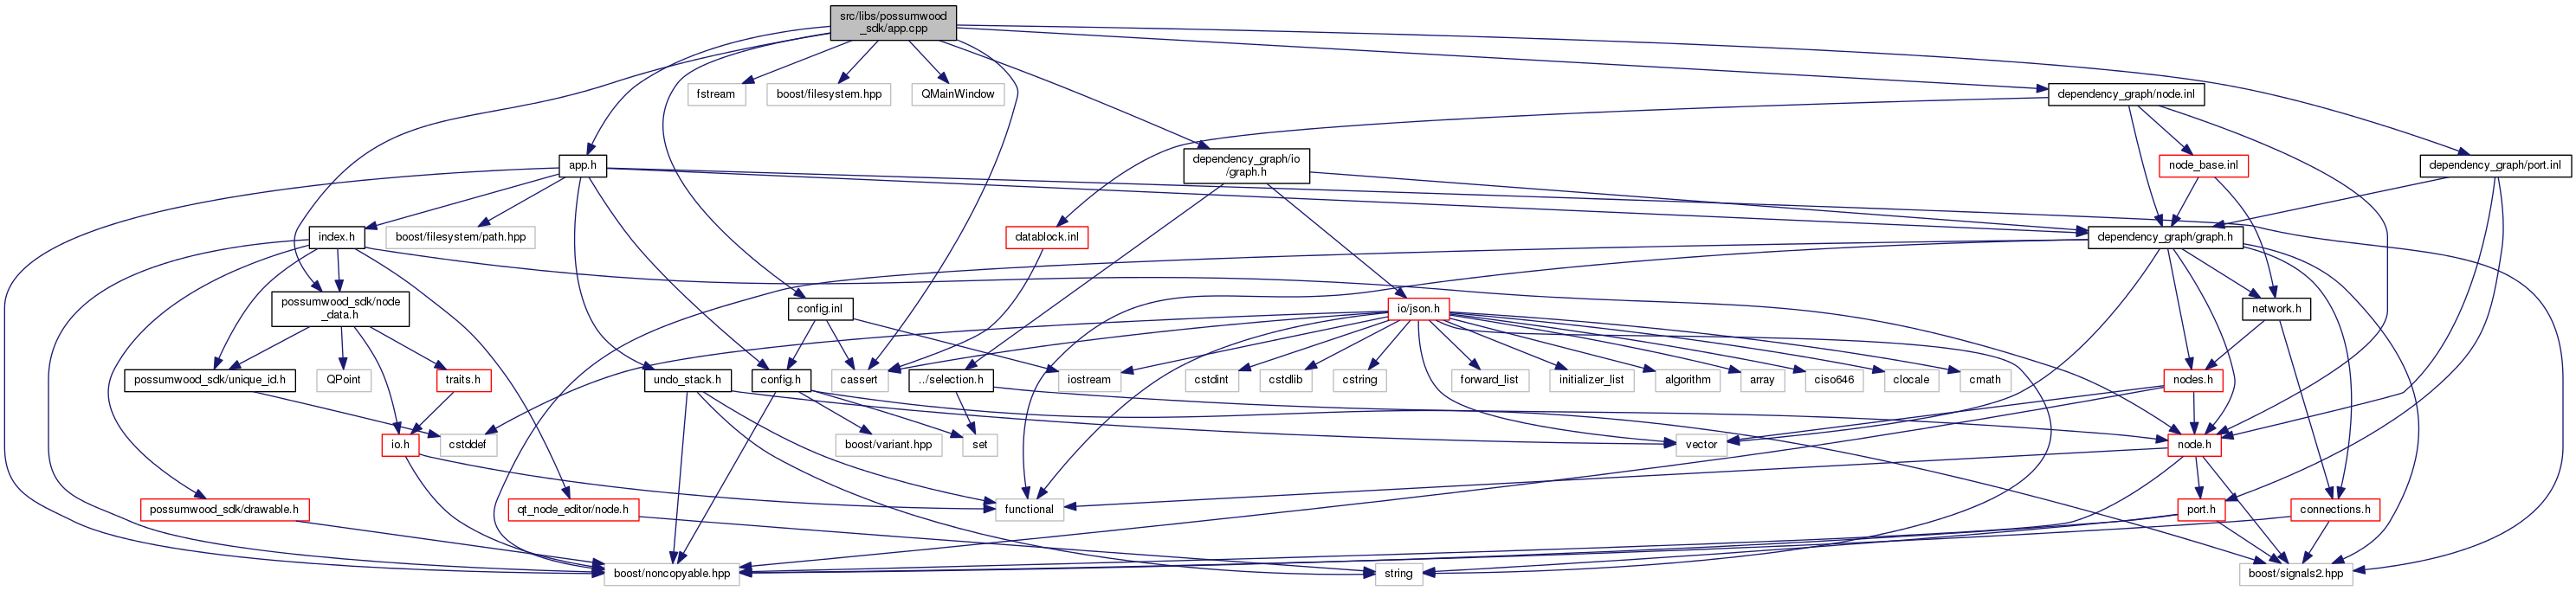 src/libs/possumwood
_sdk/app.cpp
fstream
boost/filesystem.hpp
QMainWindow
dependency_graph/node.inl
app.h
dependency_graph/io
/graph.h
node_base.inl
dependency_graph/port.inl
index.h
boost/filesystem/path.hpp
datablock.inl
dependency_graph/graph.h
possumwood_sdk/node
_data.h
config.inl
io/json.h
network.h
possumwood_sdk/unique_id.h
QPoint
traits.h
undo_stack.h
config.h
cassert
../selection.h
iostream
cstdint
cstdlib
cstring
forward_list
initializer_list
algorithm
array
ciso646
clocale
cmath
nodes.h
io.h
cstddef
boost/variant.hpp
set
vector
node.h
possumwood_sdk/drawable.h
qt_node_editor/node.h
functional
port.h
connections.h
boost/noncopyable.hpp
string
boost/signals2.hpp